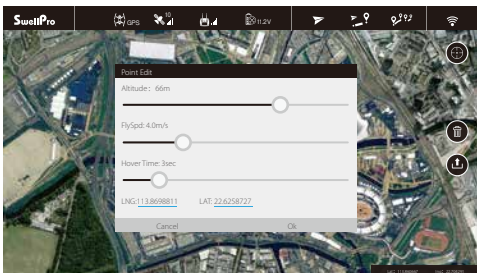 SwellPro GPS 10 11.2V
Point Edit
Altitude: 66m
FlySpd: 4.0m/s
Hover Time: 3sec
LNG:113.8698811 LAT: 22.6258727
Cancel Ok